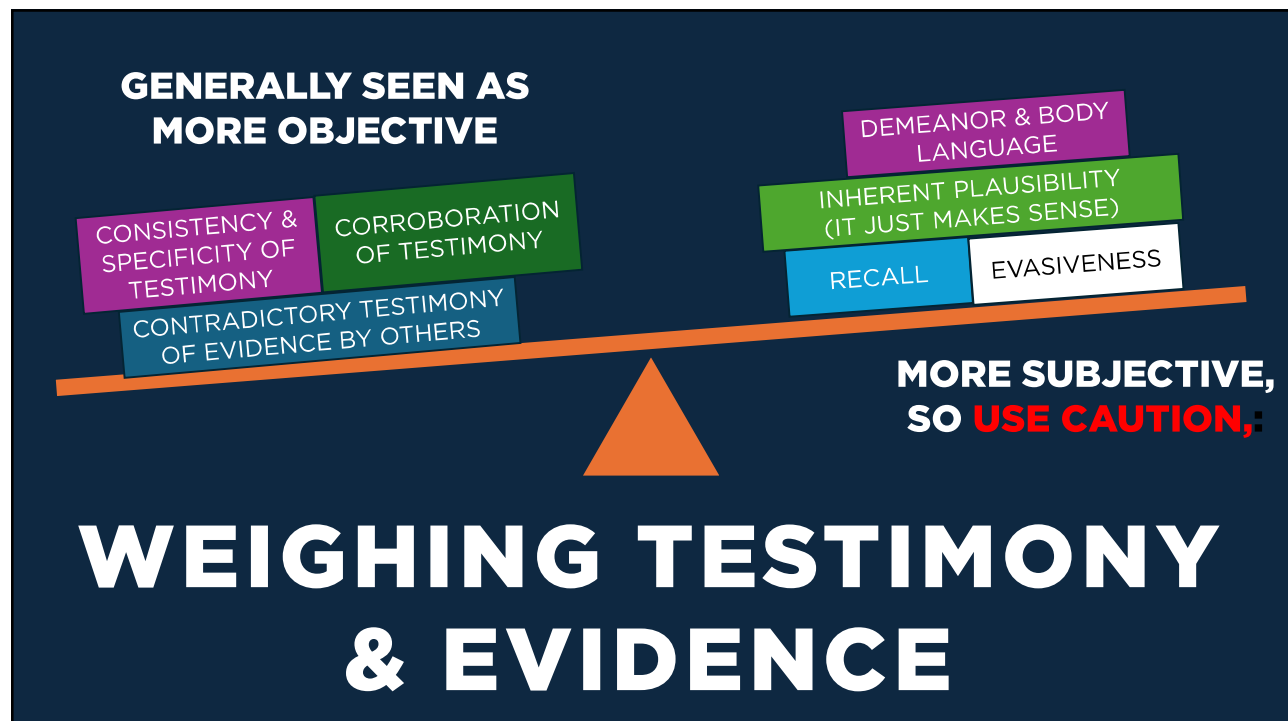 GENERALLY SEEN AS
MORE OBJECTIVE
CONSISTENCY &
SPECIFICITY OF
TESTIMONY
CORROBORATION
OF TESTIMONY
CONTRADICTORY TESTIMONY
OF EVIDENCE BY OTHERS
DEMEANOR & BODY
LANGUAGE
INHERENT PLAUSIBILITY
(IT JUST MAKES SENSE)
RECALL
EVASIVENESS
MORE SUBJECTIVE,
SO USE CAUTION,:
WEIGHING TESTIMONY
& EVIDENCE